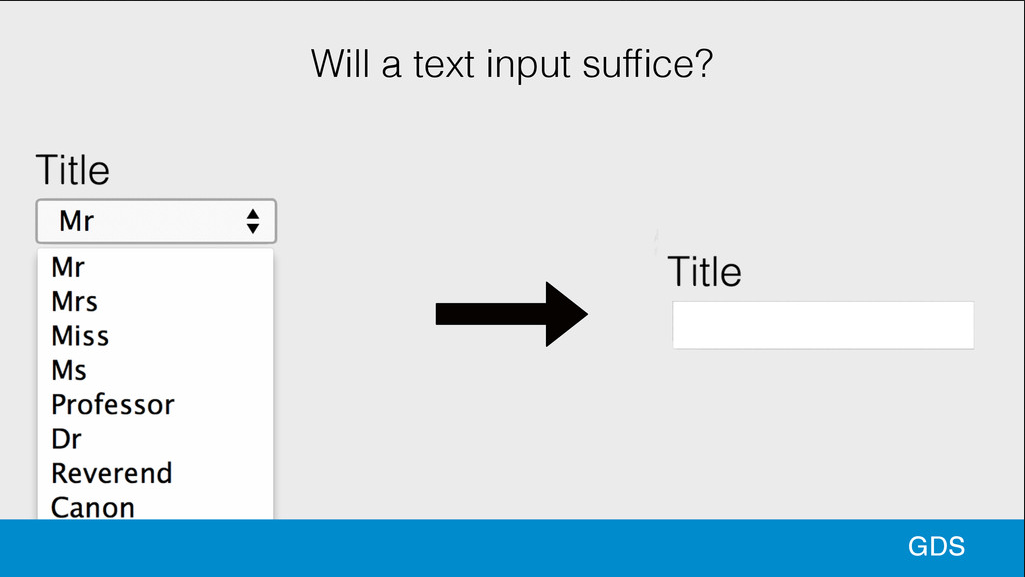 Will a text input suffice?
Title
Mr
Mr
Mrs
Miss
Ms
Professor
Dr
Reverend
Canon
Title
GDS